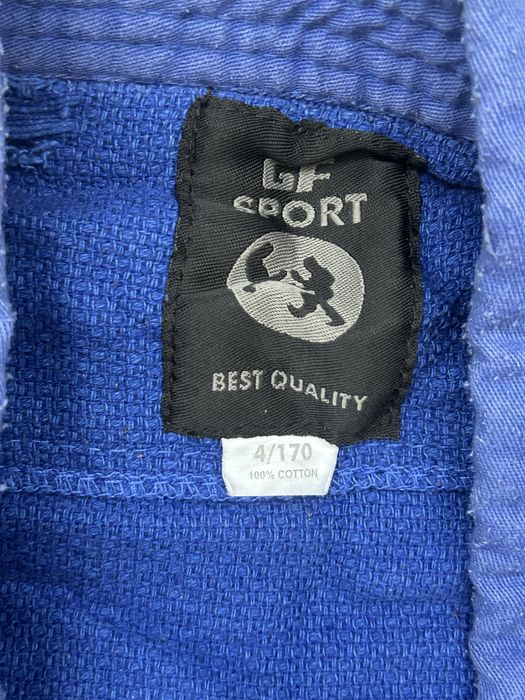 GF
SPORT
BEST QUALITY
4/170
100% COTTON